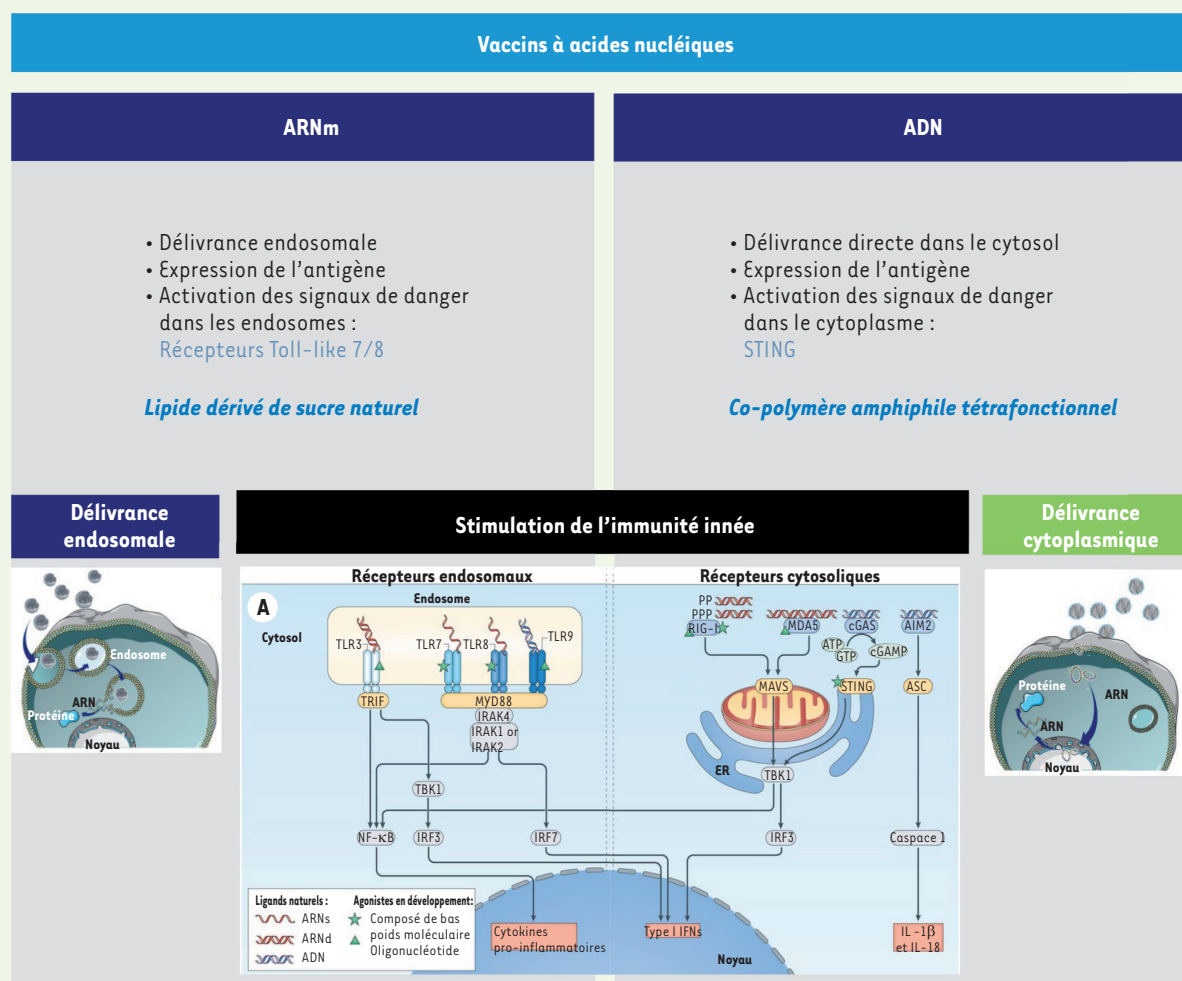 Vaccins à acides nucléiques
ARNm
• Délivrance endosomale
• Expression de l'antigène
• Activation des signaux de danger
dans les endosomes :
Récepteurs Toll-like 7/8
Lipide dérivé de sucre naturel
ADN
• Délivrance directe dans le cytosol
• Expression de l'antigène
• Activation des signaux de danger
dans le cytoplasme :
STING
Co-polymère amphiphile tétrafonctionnel
Délivrance
endosomale
Endosome
ARN
Protéine
Noyau
Stimulation de l'immunité innée
Récepteurs endosomaux
Récepteurs cytosoliques
A
Endosome
Cytosol
TLR3
TLR7
TLR8
TLR9
TRIF
MyD88
IRAK4
IRAK1 or
IRAK2
TBK1
NF-κB
IRF3
IRF7
PP
PPP
RIG-I
MDA5
cGAS
AIM2
ATP
GTP
cGAMP
MAVS
STING
ASC
ER
TBK1
IRF3
Caspace 1
Cytokines
pro-inflammatoires
Type I IFNs
IL -1β
et IL-18
Noyau
Ligands naturels :
ARNs
ARNd
ADN
Agonistes en développement:
Composé de bas
poids moléculaire
Oligonucléotide
Délivrance
cytoplasmique
Protéine
ARN
ARN
Noyau